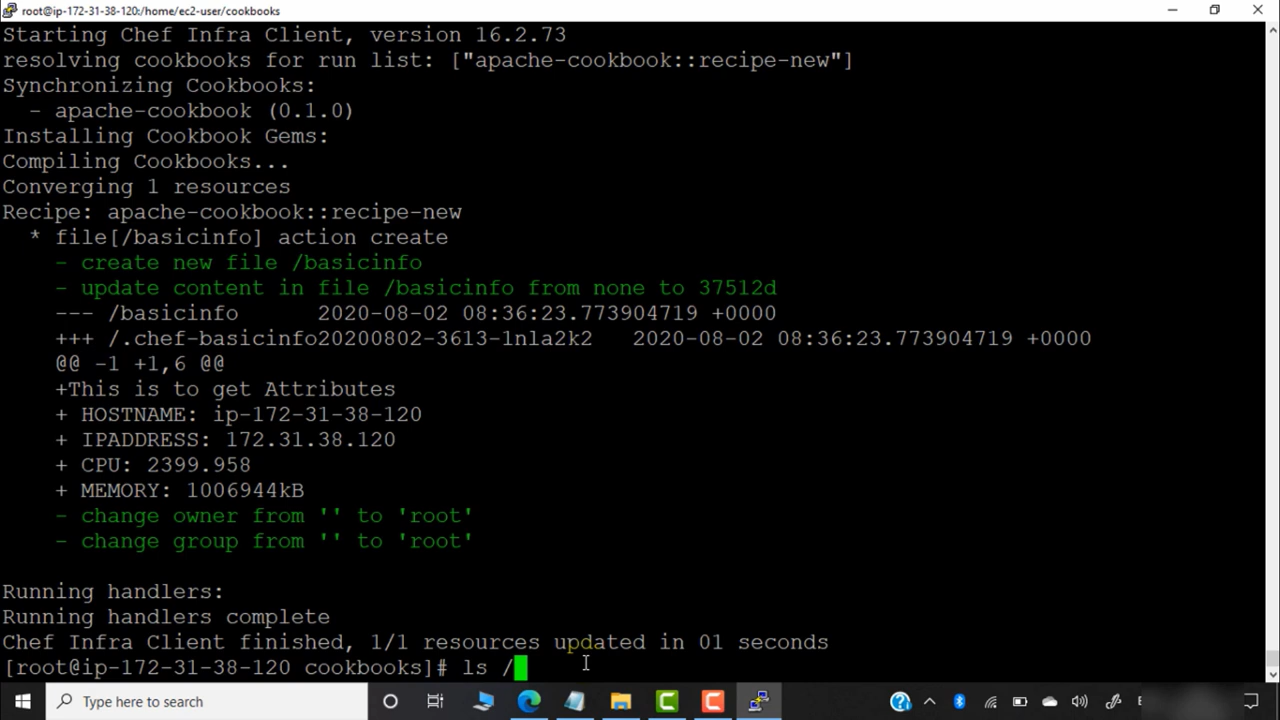 root@ip-172-31-38-120:/home/ec2-user/cookbooks
Starting Chef Infra Client, version 16.2.73
resolving cookbooks for run list: ["apache-cookbook::recipe-new"]
Synchronizing Cookbooks:
  - apache-cookbook (0.1.0)
Installing Cookbook Gems:
Compiling Cookbooks...
Converging 1 resources
Recipe: apache-cookbook::recipe-new
  * file[/basicinfo] action create
    - create new file /basicinfo
    - update content in file /basicinfo from none to 37512d
    --- /basicinfo      2020-08-02 08:36:23.773904719 +0000
    +++ /.chef-basicinfo20200802-3613-1nla2k2   2020-08-02 08:36:23.773904719 +0000
    @@ -1 +1,6 @@
    +This is to get Attributes
    + HOSTNAME: ip-172-31-38-120
    + IPADDRESS: 172.31.38.120
    + CPU: 2399.958
    + MEMORY: 1006944kB
    - change owner from '' to 'root'
    - change group from '' to 'root'
Running handlers:
Running handlers complete
Chef Infra Client finished, 1/1 resources updated in 01 seconds
[root@ip-172-31-38-120 cookbooks]# ls /
Type here to search